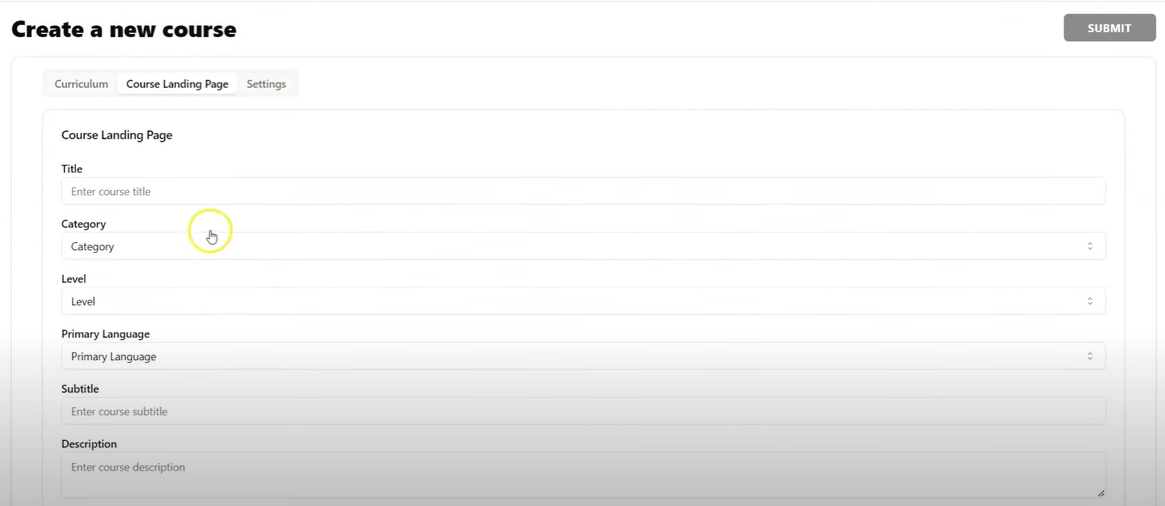 Create a new course
SUBMIT
Curriculum Course Landing Page Settings
Course Landing Page
Title
Enter course title
Category
Category
Level
Level
Primary Language
Primary Language
Subtitle
Enter course subtitle
Description
Enter course description